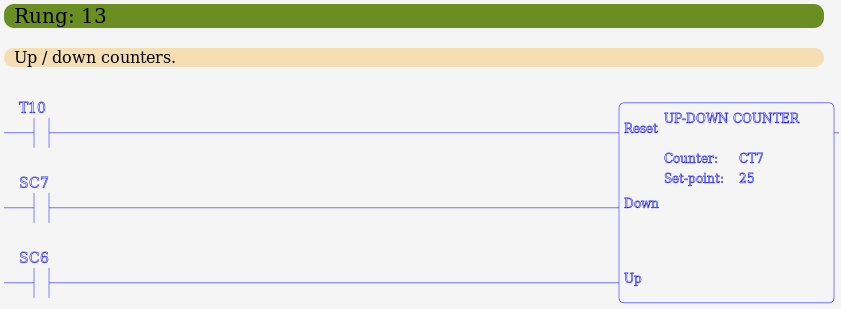 Rung: 13
Up / down counters.
T10
Reset UP-DOWN COUNTER
Counter: CT7
SC7
Set-point: 25
Down
SC6
Up